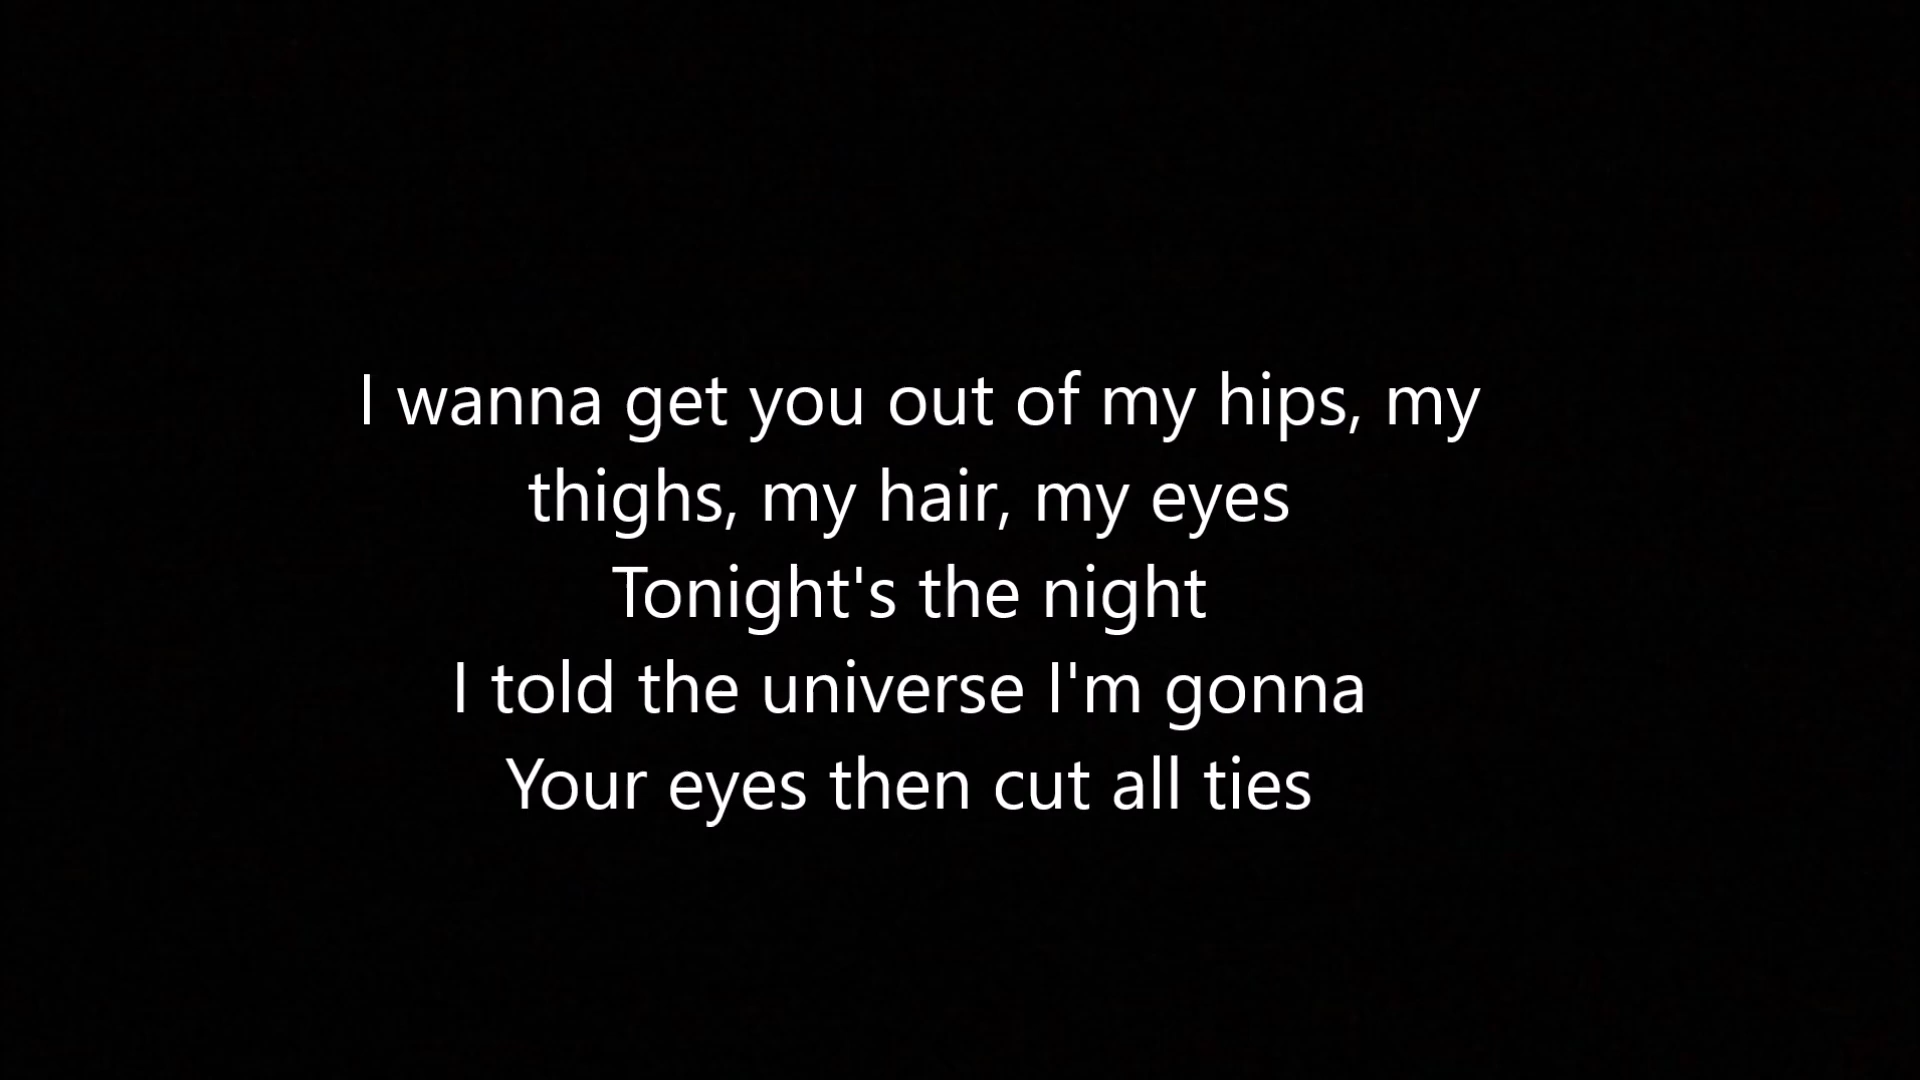 I wanna get you out of my hips, my
thighs, my hair, my eyes
Tonight's the night
I told the universe I'm gonna
Your eyes then cut all ties